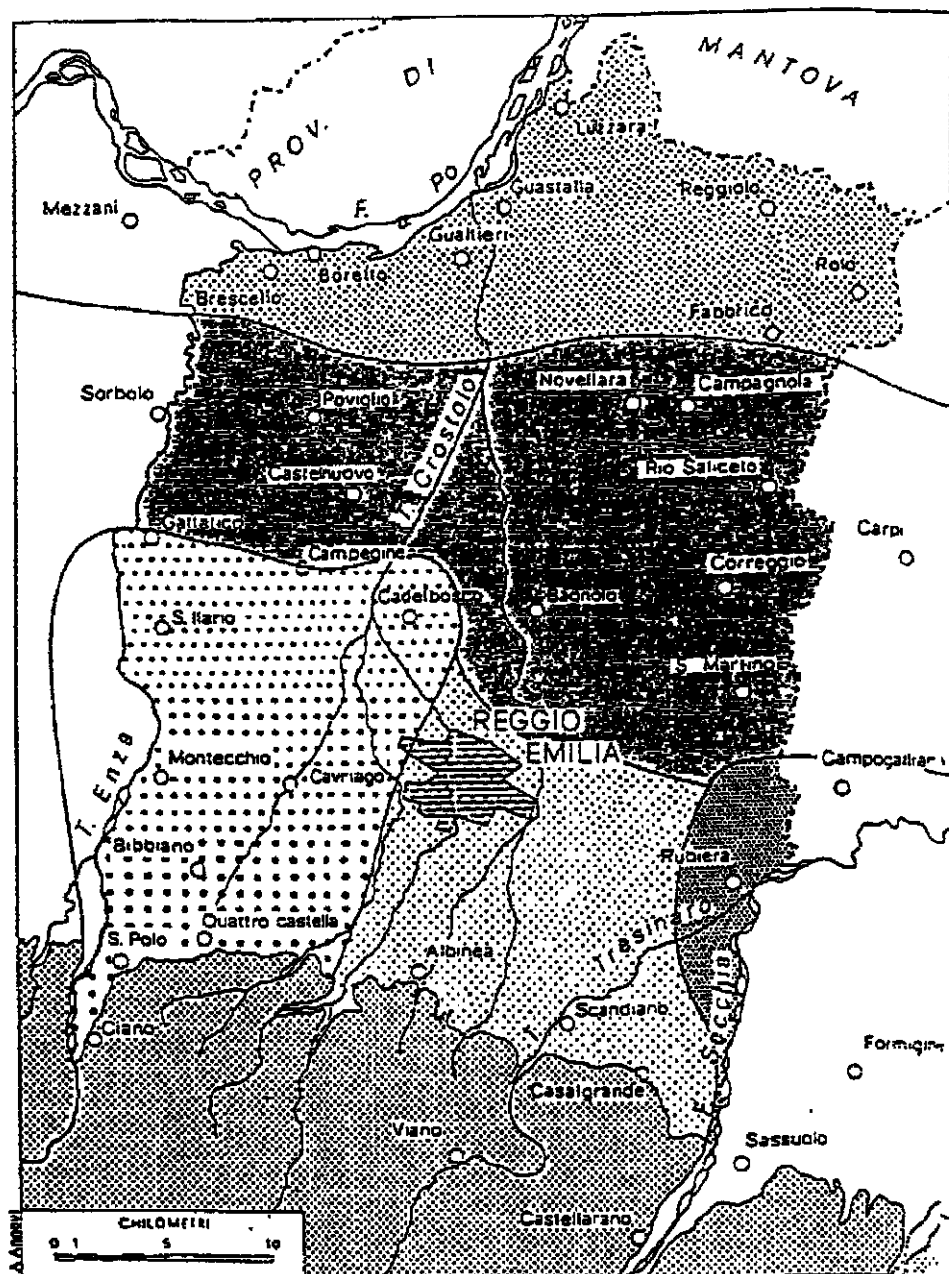 MANTOVA
PROV. DI
Luzzara
F. PO
Guastalla
Reggiolo
Mezzani
Gualtieri
Boretto
Rolo
Brescello
Fabbrico
Novellara
Campagnola
Sorbolo
Poviglio
T. Crostolo
Castelnuovo
Rio Saliceto
Gattatico
Carpi
Campegine
Correggio
Cadelbosco
Bagnolo
S. Ilario
S. Martino
REGGIO
EMILIA
T. Enza
Montecchio
Cavriago
Rubiera
Bibbiano
Quattro castella
S. Polo
Albinea
T. Tresinaro
F. Secchia
Scandiano
Ciano
Formigine
Casalgrande
Viano
Sassuolo
Castellarano
CHILOMETRI
0 1 5 10